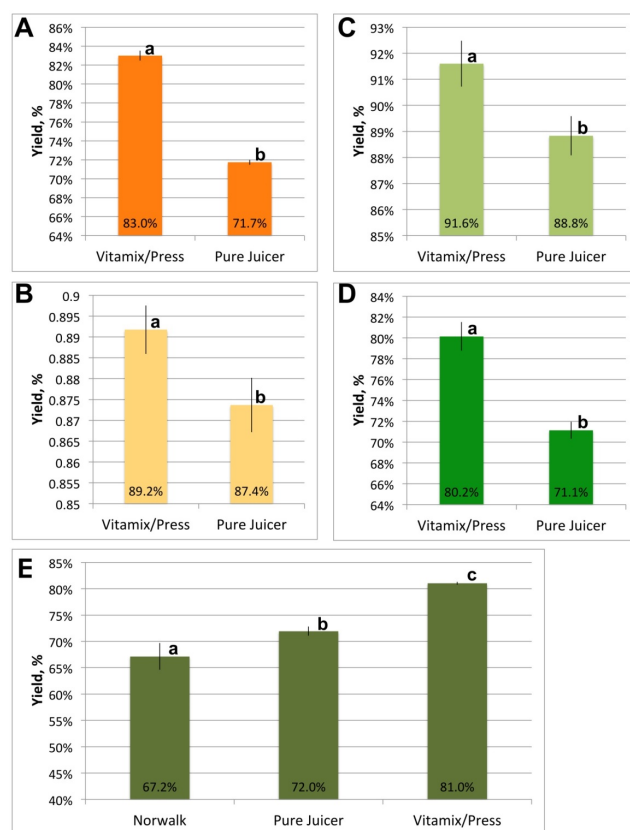 A
Yield, %
86%
84%
82%
80%
78%
76%
74%
72%
70%
68%
66%
64%
a
b
83.0%
71.7%
Vitamix/Press
Pure Juicer
C
Yield, %
93%
92%
91%
90%
89%
88%
87%
86%
85%
a
b
91.6%
88.8%
Vitamix/Press
Pure Juicer
B
Yield, %
0.9
0.895
0.89
0.885
0.88
0.875
0.87
0.865
0.86
0.855
0.85
a
b
89.2%
87.4%
Vitamix/Press
Pure Juicer
D
Yield, %
84%
82%
80%
78%
76%
74%
72%
70%
68%
66%
64%
a
b
80.2%
71.1%
Vitamix/Press
Pure Juicer
E
Yield, %
85%
80%
75%
70%
65%
60%
55%
50%
45%
40%
a
b
c
67.2%
72.0%
81.0%
Norwalk
Pure Juicer
Vitamix/Press